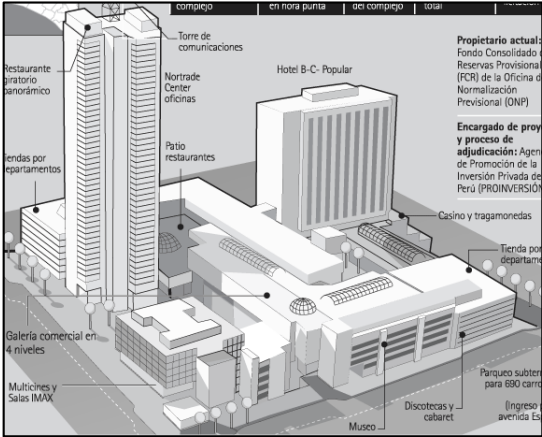 complejo
en hora punta
del complejo
total
Propietario actual:
Fondo Consolidado
Reservas Provisional
(FCR) de la Oficina d
Normalización
Previsional (ONP)
Encargado de proy
y proceso de
adjudicación: Agen
de Promoción de la
Inversión Privada de
Perú (PROINVERSIÓN
Torre de
comunicaciones
Restaurante
giratorio
panorámico
Nortrade
Center
oficinas
Hotel B-C- Popular
Patio
restaurantes
iendas por
epartamentos
Casino y tragamonedas
Tienda por
departame
Galería comercial en
4 niveles
Multicines y
Salas IMAX
Museo
Discotecas y
cabaret
Parqueo subterr
para 690 carro
(Ingreso p
avenida Es